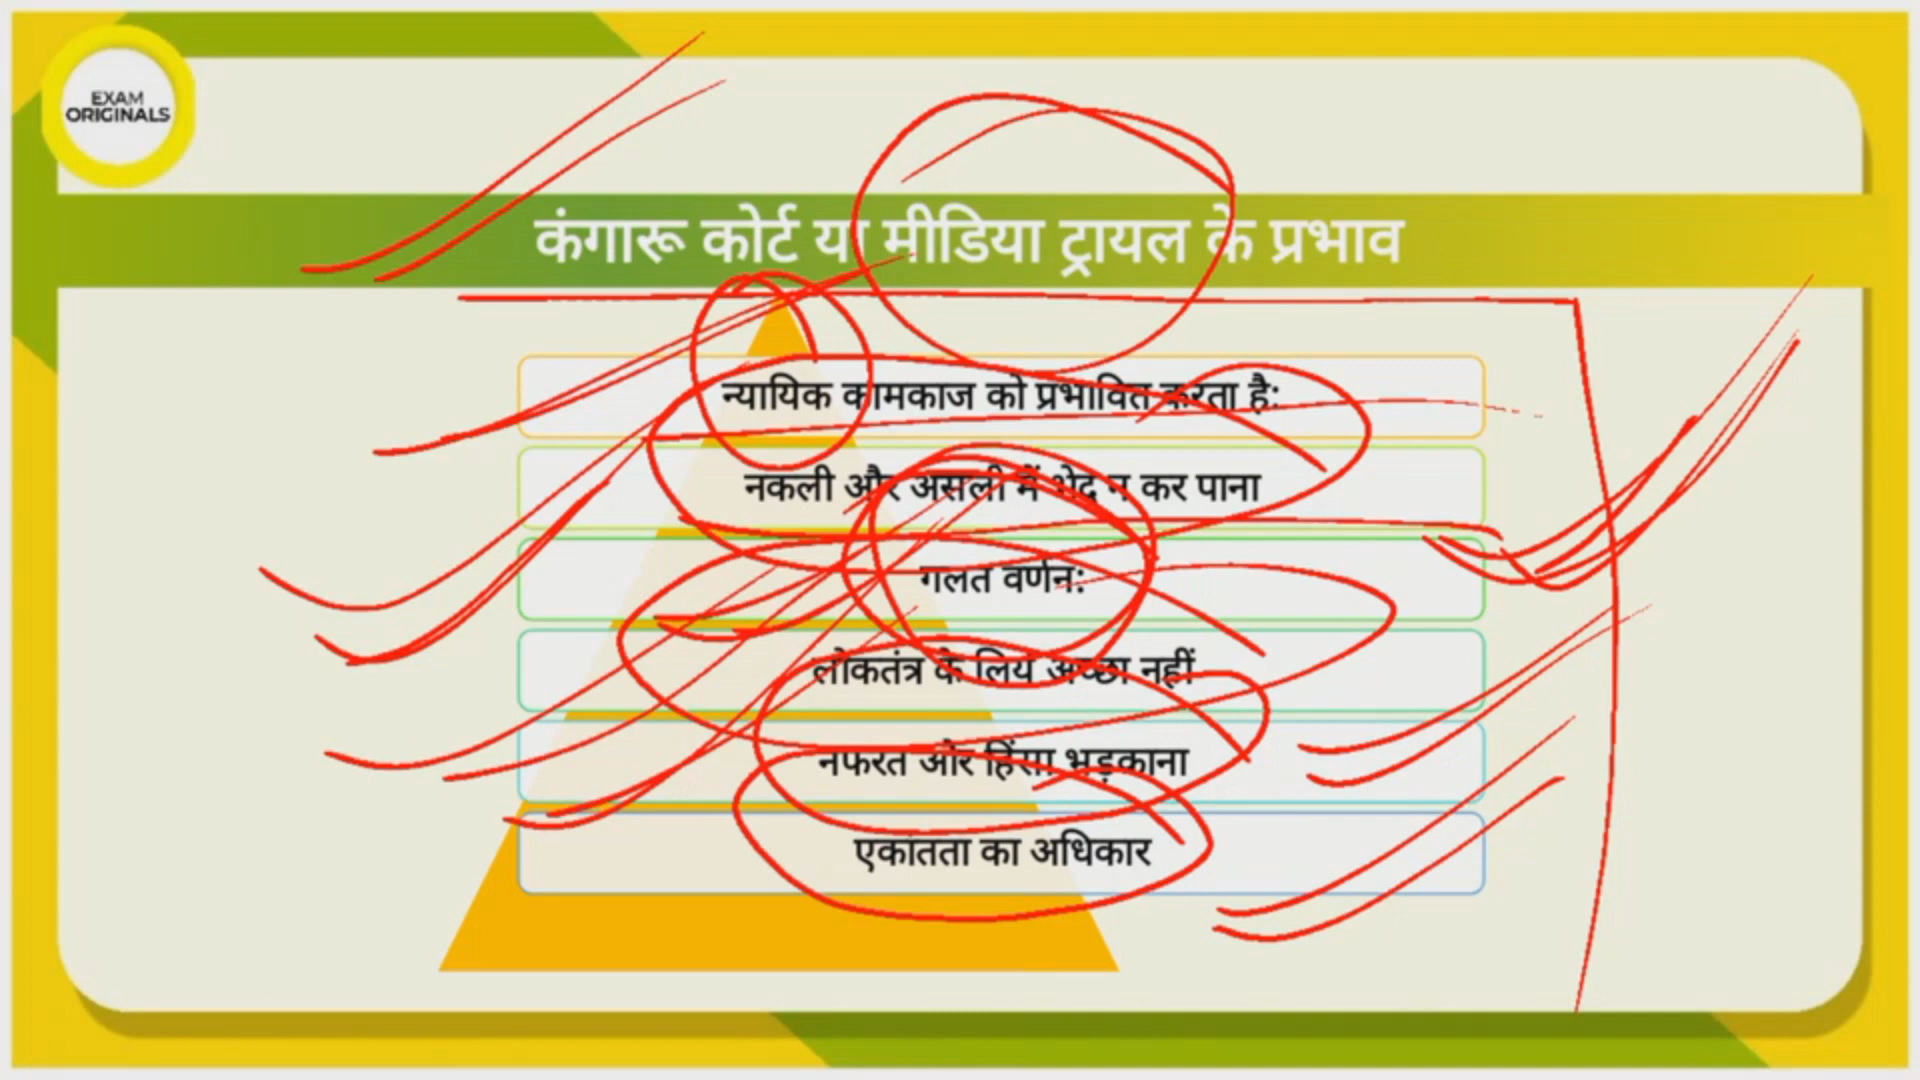 EXAM
ORIGINALS
कंगारू कोर्ट या मीडिया ट्रायल के प्रभाव
न्यायिक कामकाज को प्रभावित करता है:
नकली और असली में भेद न कर पाना
गलत वर्णन:
लोकतंत्र के लिये अच्छा नहीं
नफरत और हिंसा भड़काना
एकांतता का अधिकार